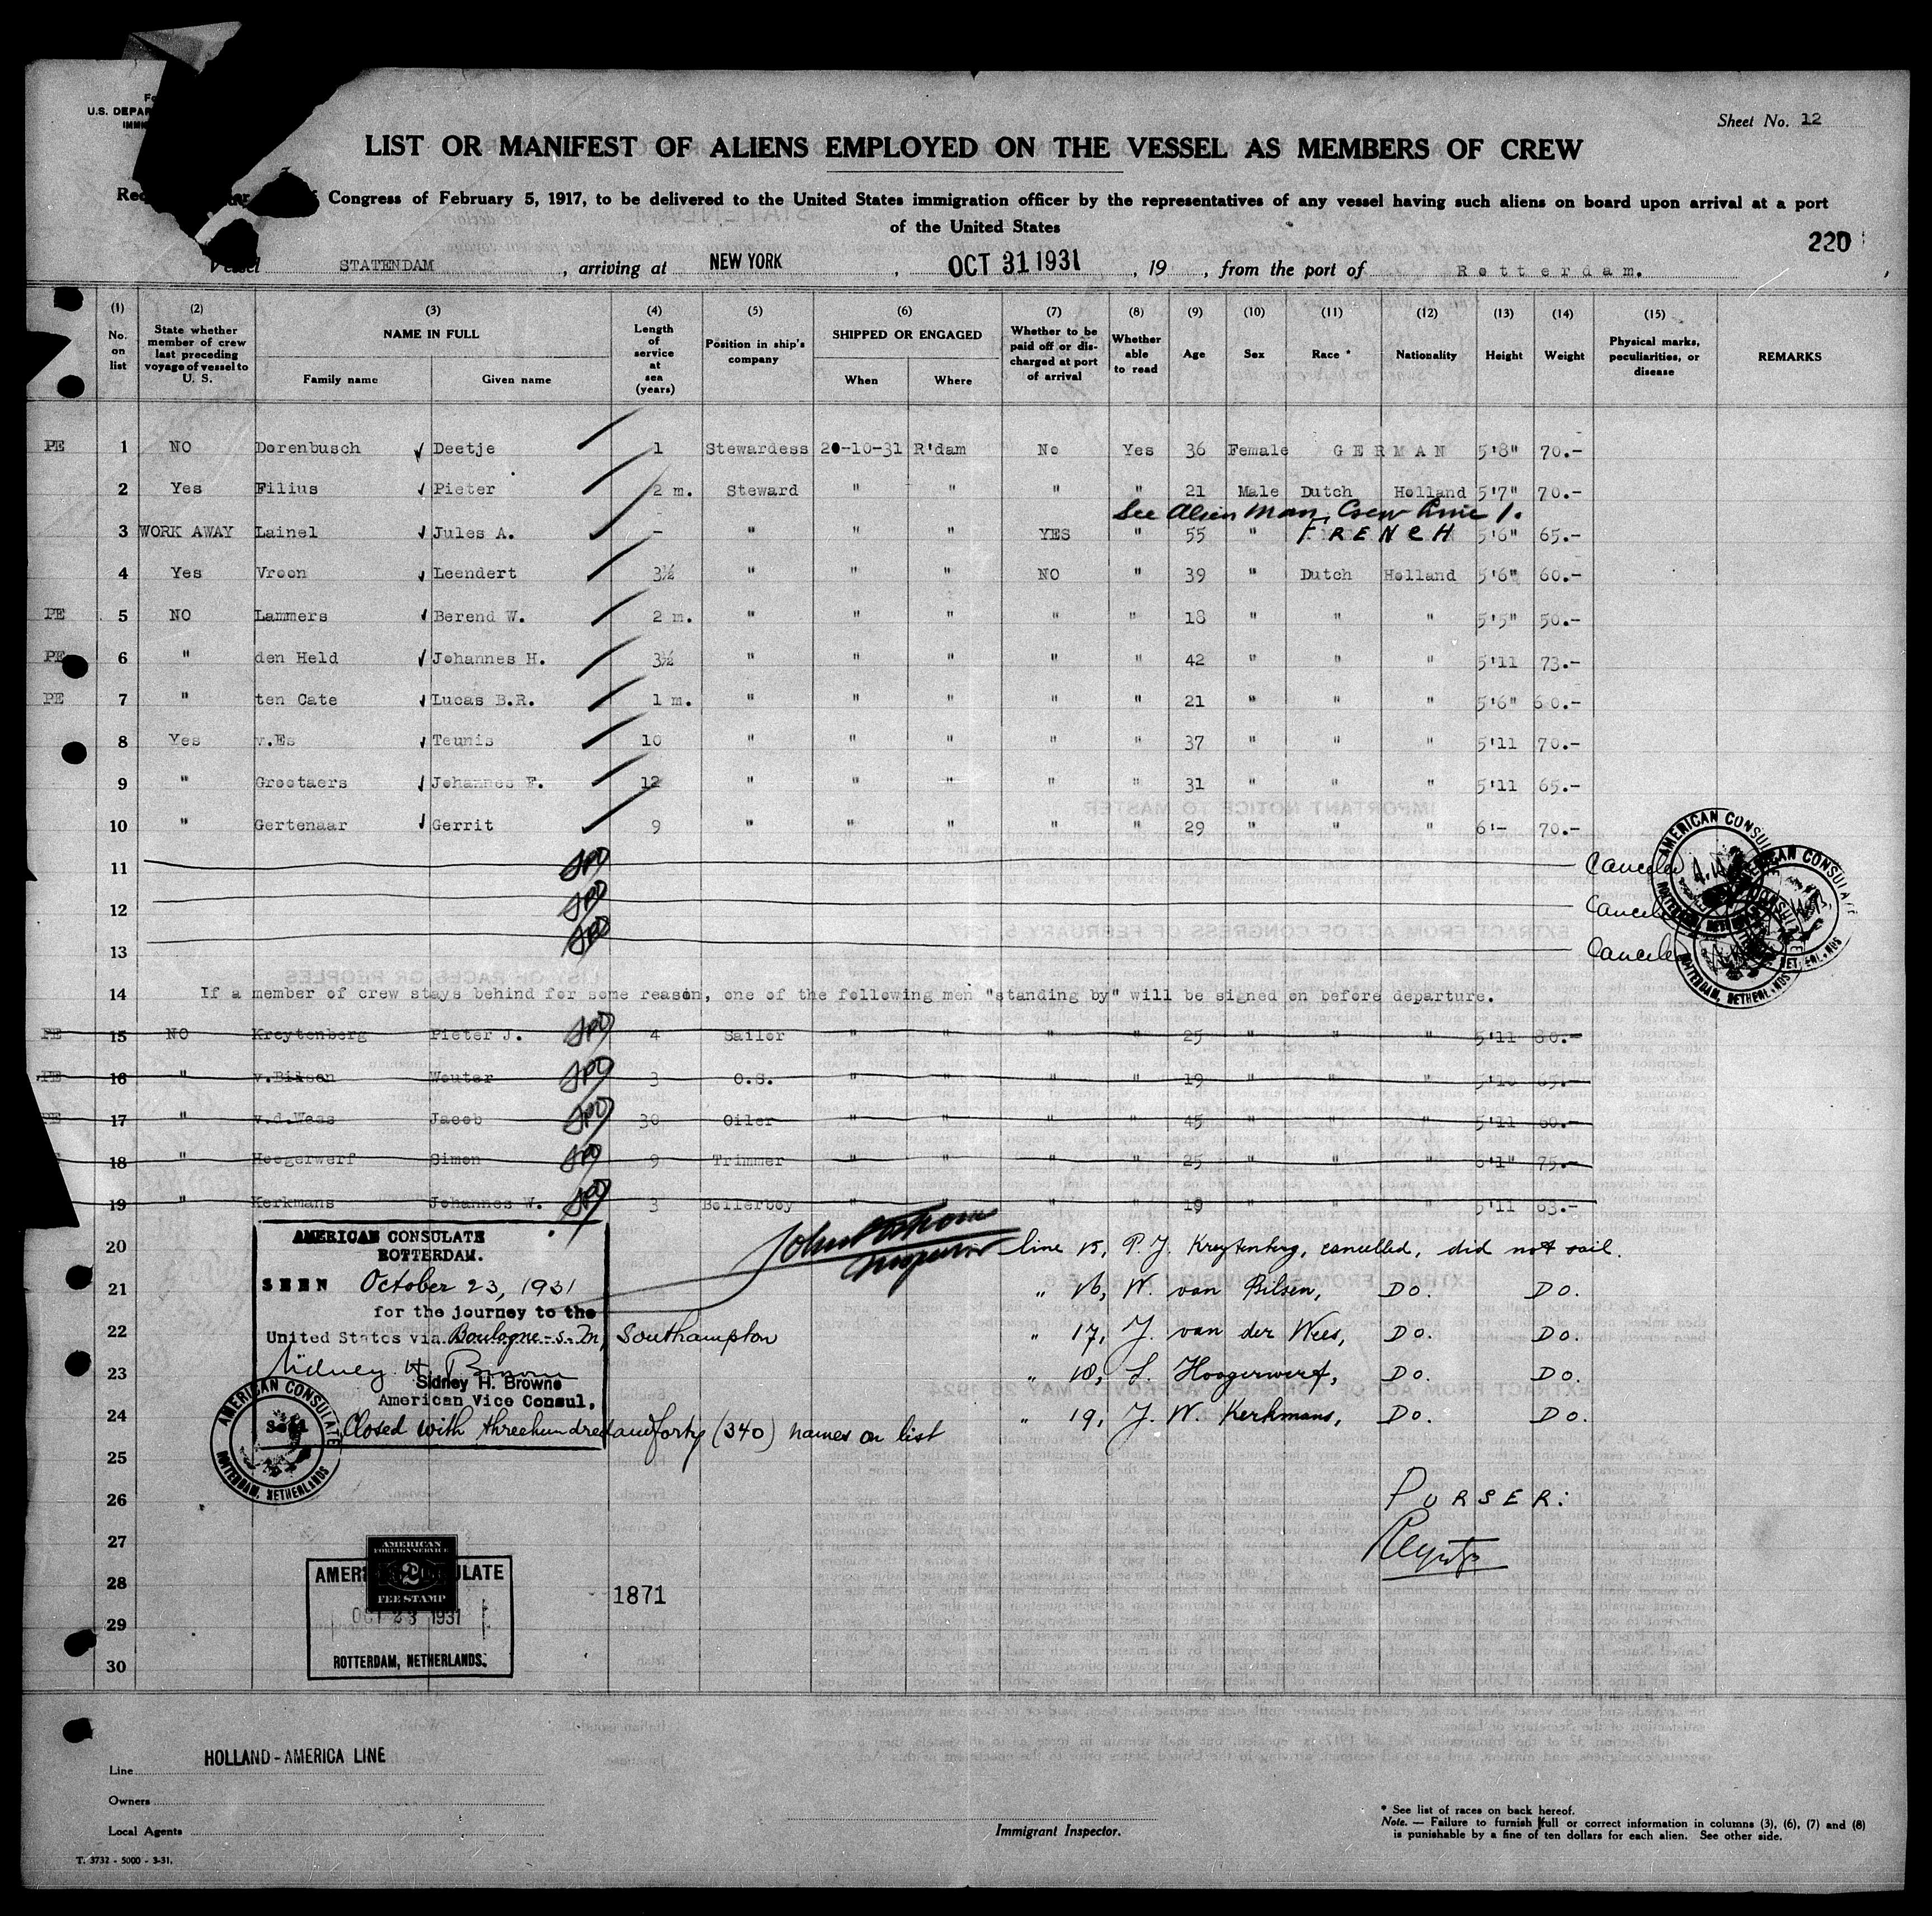 Sheet No. 12
U.S. DEPAR
LIST OR MANIFEST OF ALIENS EMPLOYED ON THE VESSEL AS MEMBERS OF CREW
Congress of February 5, 1917, to be delivered to the United States immigration officer by the representatives of any vessel having such aliens on board upon arrival at a port
of the United States
220
Vessel STATENDAM , arriving at NEW YORK , OCT 31 1931 , 19 , from the port of Rotterdam.
(1) (2) (3) (4) (5) (6) (7) (8) (9) (10) (11) (12) (13) (14) (15)
No. on list State whether member of crew last preceding voyage of vessel to U. S. NAME IN FULL Family name Given name Length of service at sea (years) Position in ship's company SHIPPED OR ENGAGED When Where Whether to be paid off or discharged at port of arrival Whether able to read Age Sex Race * Nationality Height Weight Physical marks, peculiarities, or disease REMARKS
PE 1 NO Dorenbusch Deetje 1 Stewardess 20-10-31 R'dam No Yes 36 Female GERMAN 5'8" 70.-
2 Yes Filius Pieter 2 m. Steward " " " " 21 Male Dutch Holland 5'7" 70.-
See Alien Man. Crew Line 1.
3 WORK AWAY Lainel Jules A. - " " " YES " 55 " FRENCH 5'6" 65.-
4 Yes Vroon Leendert 3½ " " " NO " 39 " Dutch Holland 5'6" 60.-
PE 5 NO Lammers Berend W. 2 m. " " " " " 18 " " " 5'5" 50.-
PE 6 " den Held Johannes H. 3½ " " " " " 42 " " " 5'11 73.-
PE 7 " ten Cate Lucas B.R. 1 m. " " " " " 21 " " " 5'6" 60.-
8 Yes v.Es Teunis 10 " " " " " 37 " " " 5'11 70.-
9 " Grootaers Johannes F. 12 " " " " " 31 " " " 5'11 65.-
10 " Gertenaar Gerrit 9 " " " " " 29 " " " 6'- 70.-
11
12
13
14 If a member of crew stays behind for some reason, one of the following men "standing by" will be signed on before departure.
PE 15 NO Kreytenberg Pieter J. 4 Sailor " " " " 25 " " " 5'11 80.-
PE 16 " v.Bilsen Wouter 3 O.S. " " " " 19 " " " 5'10 65.-
PE 17 " v.d.Wees Jacob 30 Oiler " " " " 45 " " " 5'11 60.-
18 " Hoogerwerf Simon 9 Trimmer " " " " 25 " " " 6'1" 75.-
19 " Kerkmans Johannes W. 3 Bellerboy " " " " 19 " " " 5'11 63.-
20 line 15, P. J. Kreytenberg, cancelled, did not sail.
21 " 16, W. van Bilsen, Do. Do.
22 " 17, J. van der Wees, Do. Do.
23 " 18, S. Hoogerwerf, Do. Do.
24 " 19, J. W. Kerkmans, Do. Do.
25
26
27
28
29
30
AMERICAN CONSULATE
ROTTERDAM.
SEEN October 23, 1931
for the journey to the
United States via Boulogne-s-M, Southampton
Sidney H. Browne
Sidney H. Browne
American Vice Consul.
Closed with threehundredandforty (340) names on list
AMERICAN CONSULATE
ROTTERDAM, NETHERLANDS
AMERICAN CONSULATE
ROTTERDAM, NETHERLANDS
PURSER:
AMERICAN
FOREIGN SERVICE
2
FEE STAMP
OCT 23 1931
ROTTERDAM, NETHERLANDS.
1871
HOLLAND-AMERICA LINE
Line
Owners
Local Agents
Immigrant Inspector.
* See list of races on back hereof.
Note. — Failure to furnish full or correct information in columns (3), (6), (7) and (8)
is punishable by a fine of ten dollars for each alien. See other side.
T. 3732 - 5000 - 3-31.